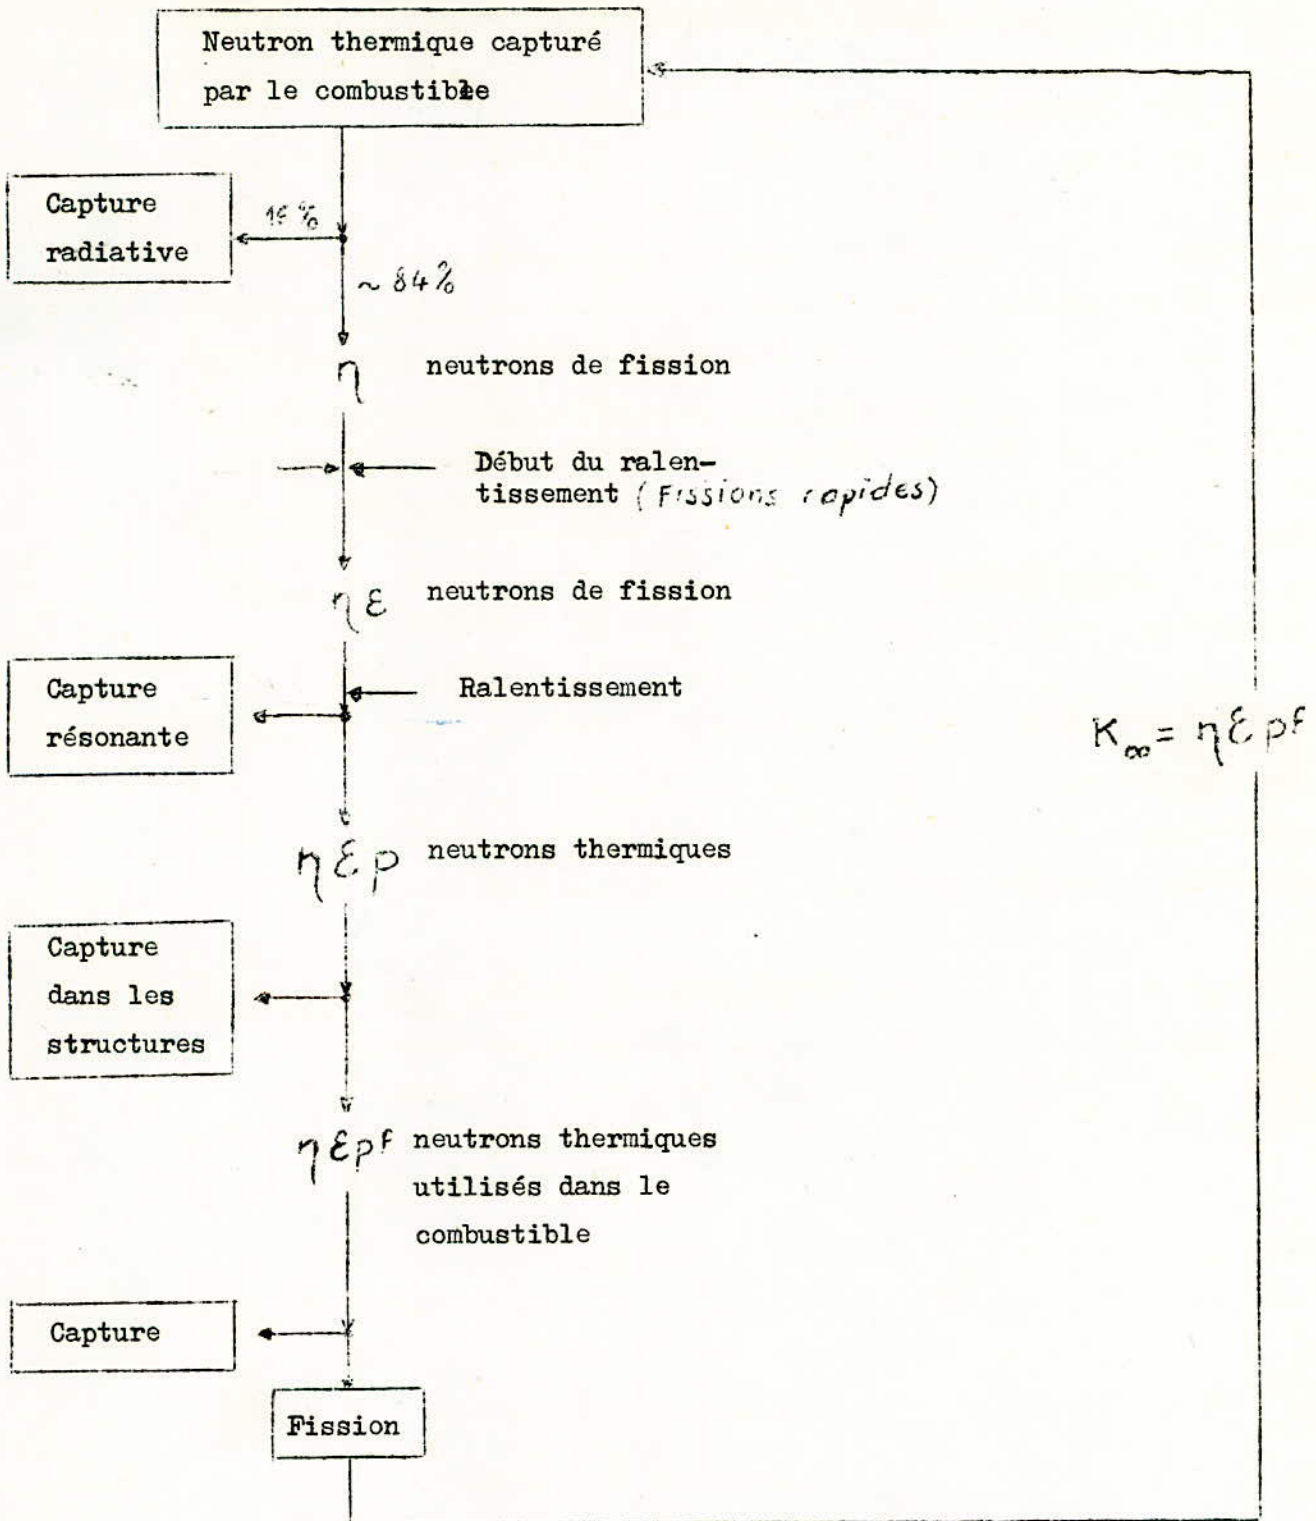 Neutron thermique capturé
par le combustible
Capture
radiative
16 %
~ 84%
η neutrons de fission
Début du ralen-
tissement (Fissions rapides)
ηε neutrons de fission
Capture
résonante
Ralentissement
K∞ = ηεpf
ηεp neutrons thermiques
Capture
dans les
structures
ηεpf neutrons thermiques
utilisés dans le
combustible
Capture
Fission